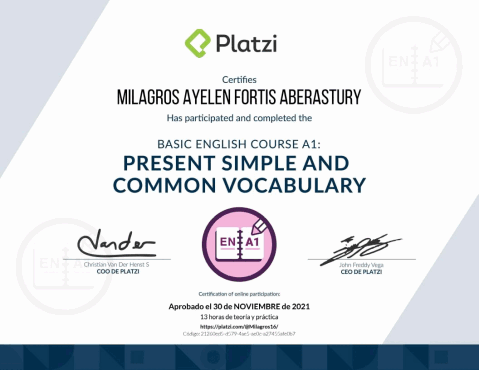 Platzi
EN A1
Certifies
MILAGROS AYELEN FORTIS ABERASTURY
Has participated and completed the
BASIC ENGLISH COURSE A1:
PRESENT SIMPLE AND
COMMON VOCABULARY
EN A1
Christian Van Der Henst S
COO DE PLATZI
John Freddy Vega
CEO DE PLATZI
Certification of online participation:
Aprobado el 30 de NOVIEMBRE de 2021
13 horas de teoría y práctica
https://platzi.com/@Milagros16/
Código: